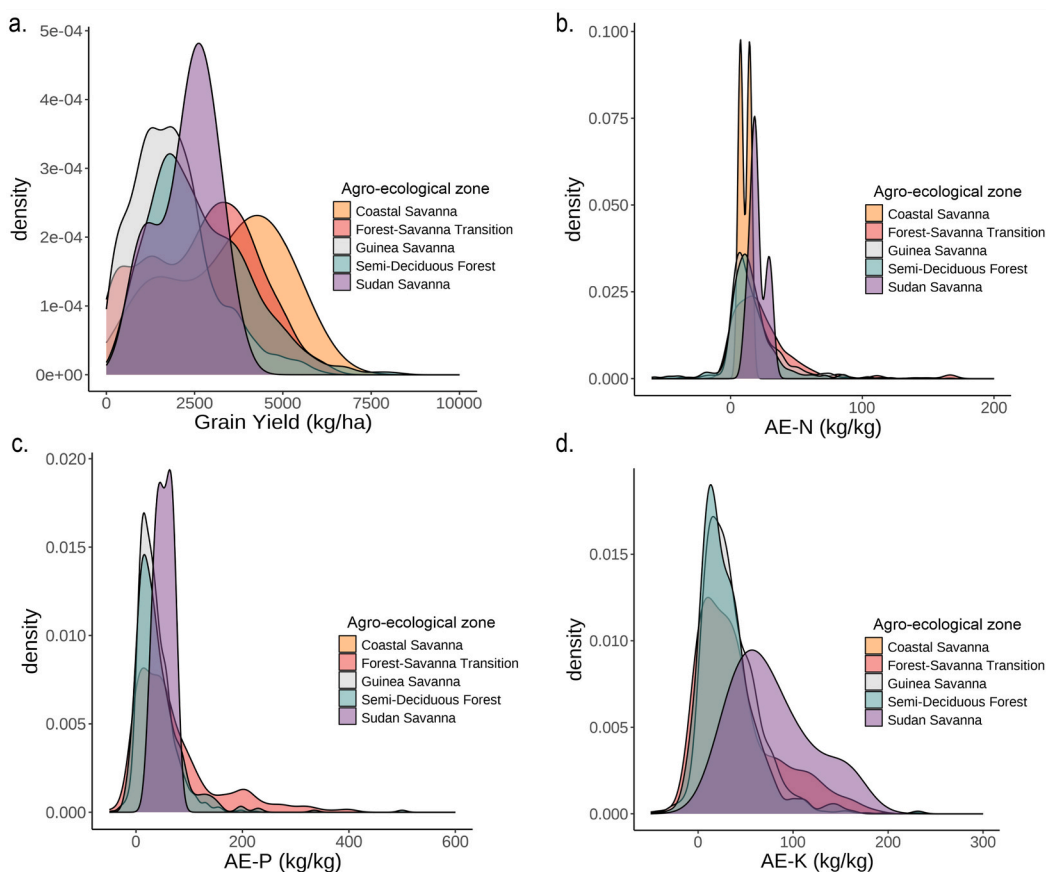 a.
5e-04
4e-04
3e-04
2e-04
1e-04
0e+00
density
0
2500
5000
7500
10000
Grain Yield (kg/ha)
Agro-ecological zone
Coastal Savanna
Forest-Savanna Transition
Guinea Savanna
Semi-Deciduous Forest
Sudan Savanna
b.
0.100
0.075
0.050
0.025
0.000
density
0
100
200
AE-N (kg/kg)
Agro-ecological zone
Coastal Savanna
Forest-Savanna Transition
Guinea Savanna
Semi-Deciduous Forest
Sudan Savanna
c.
0.020
0.015
0.010
0.005
0.000
density
0
200
400
600
AE-P (kg/kg)
Agro-ecological zone
Coastal Savanna
Forest-Savanna Transition
Guinea Savanna
Semi-Deciduous Forest
Sudan Savanna
d.
0.015
0.010
0.005
0.000
density
0
100
200
300
AE-K (kg/kg)
Agro-ecological zone
Coastal Savanna
Forest-Savanna Transition
Guinea Savanna
Semi-Deciduous Forest
Sudan Savanna